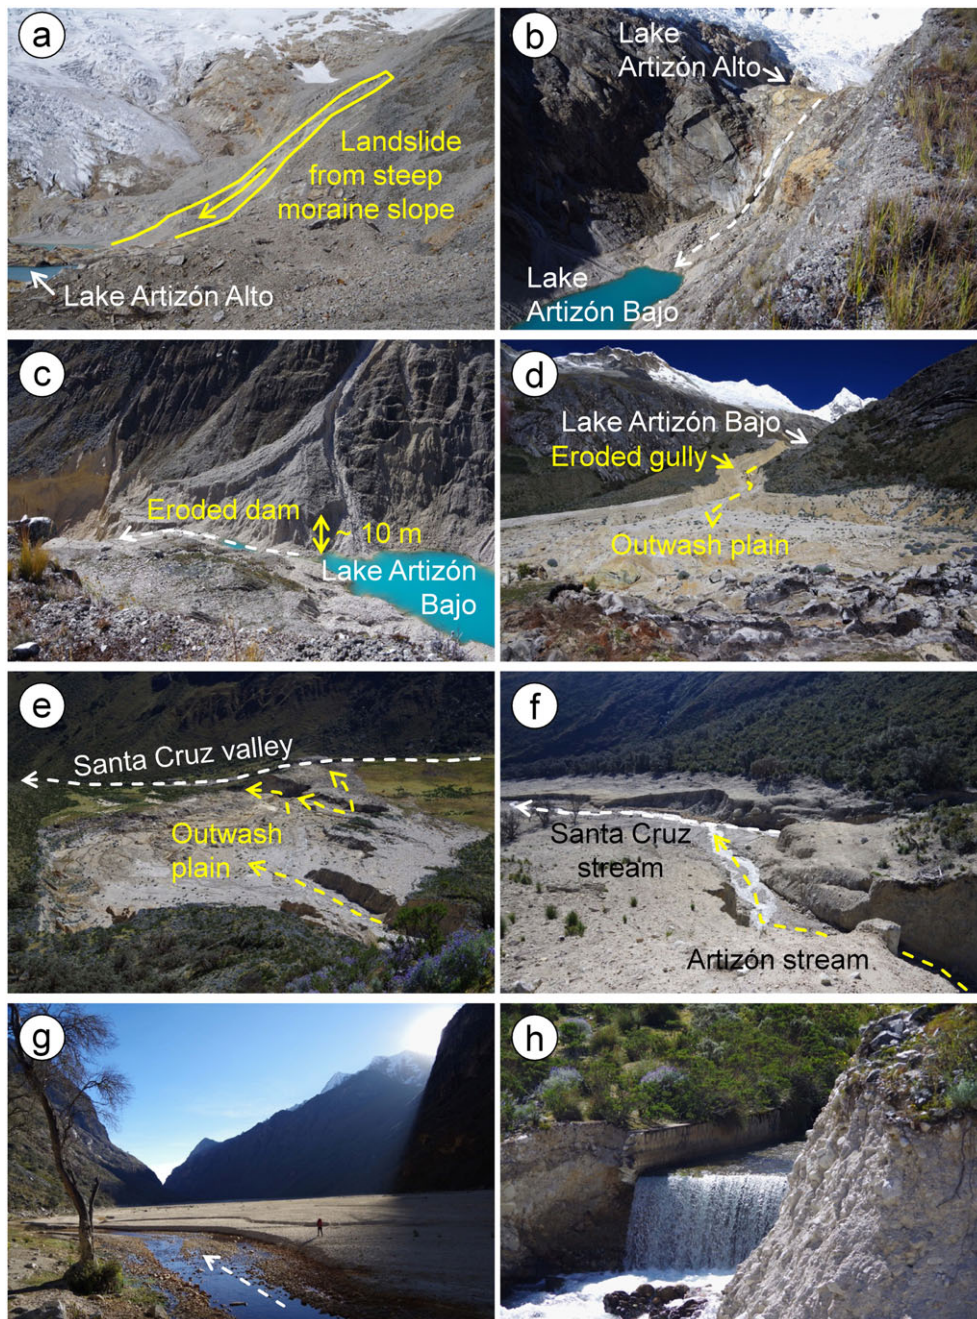 a
Landslide
from steep
moraine slope
Lake Artizón Alto
b
Lake
Artizón Alto
Lake
Artizón Bajo
c
Eroded dam
~ 10 m
Lake Artizón
Bajo
d
Lake Artizón Bajo
Eroded gully
Outwash plain
e
Santa Cruz valley
Outwash
plain
f
Santa Cruz
stream
Artizón stream
g
h